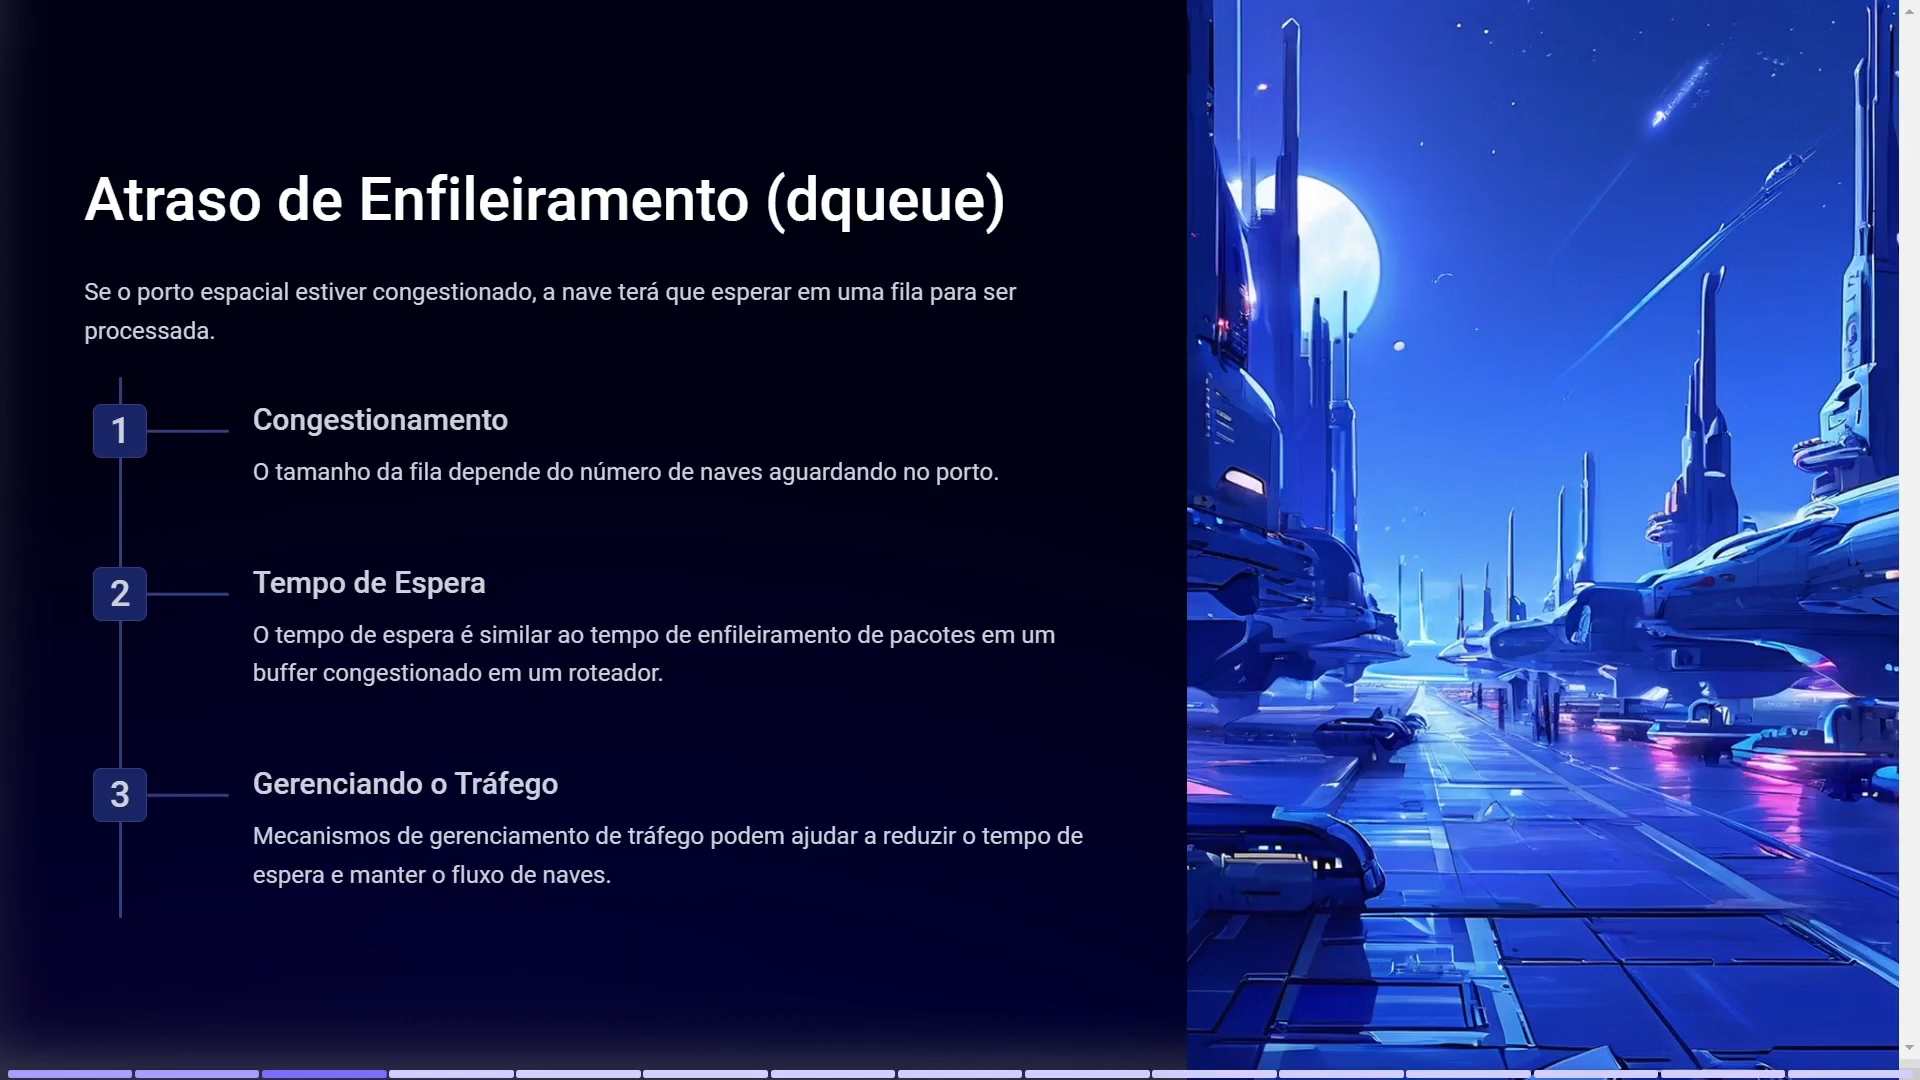 Atraso de Enfileiramento (dqueue)
Se o porto espacial estiver congestionado, a nave terá que esperar em uma fila para ser
processada.
1
Congestionamento
O tamanho da fila depende do número de naves aguardando no porto.
2
Tempo de Espera
O tempo de espera é similar ao tempo de enfileiramento de pacotes em um
buffer congestionado em um roteador.
3
Gerenciando o Tráfego
Mecanismos de gerenciamento de tráfego podem ajudar a reduzir o tempo de
espera e manter o fluxo de naves.